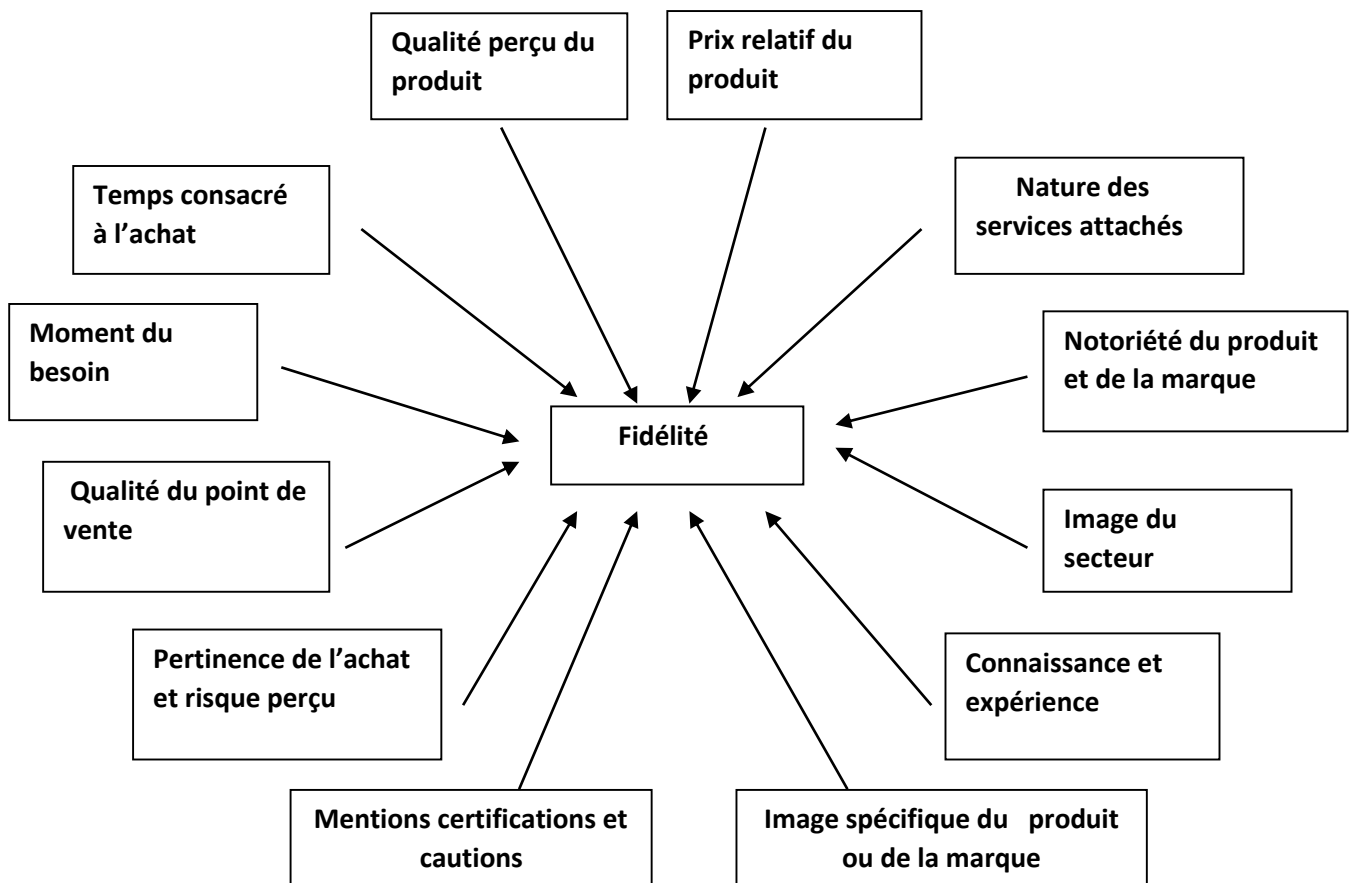 Qualité perçu du
produit
Prix relatif du
produit
Temps consacré
à l’achat
Nature des
services attachés
Moment du
besoin
Notoriété du produit
et de la marque
Fidélité
Qualité du point de
vente
Image du
secteur
Pertinence de l’achat
et risque perçu
Connaissance et
expérience
Mentions certifications et
cautions
Image spécifique du produit
ou de la marque